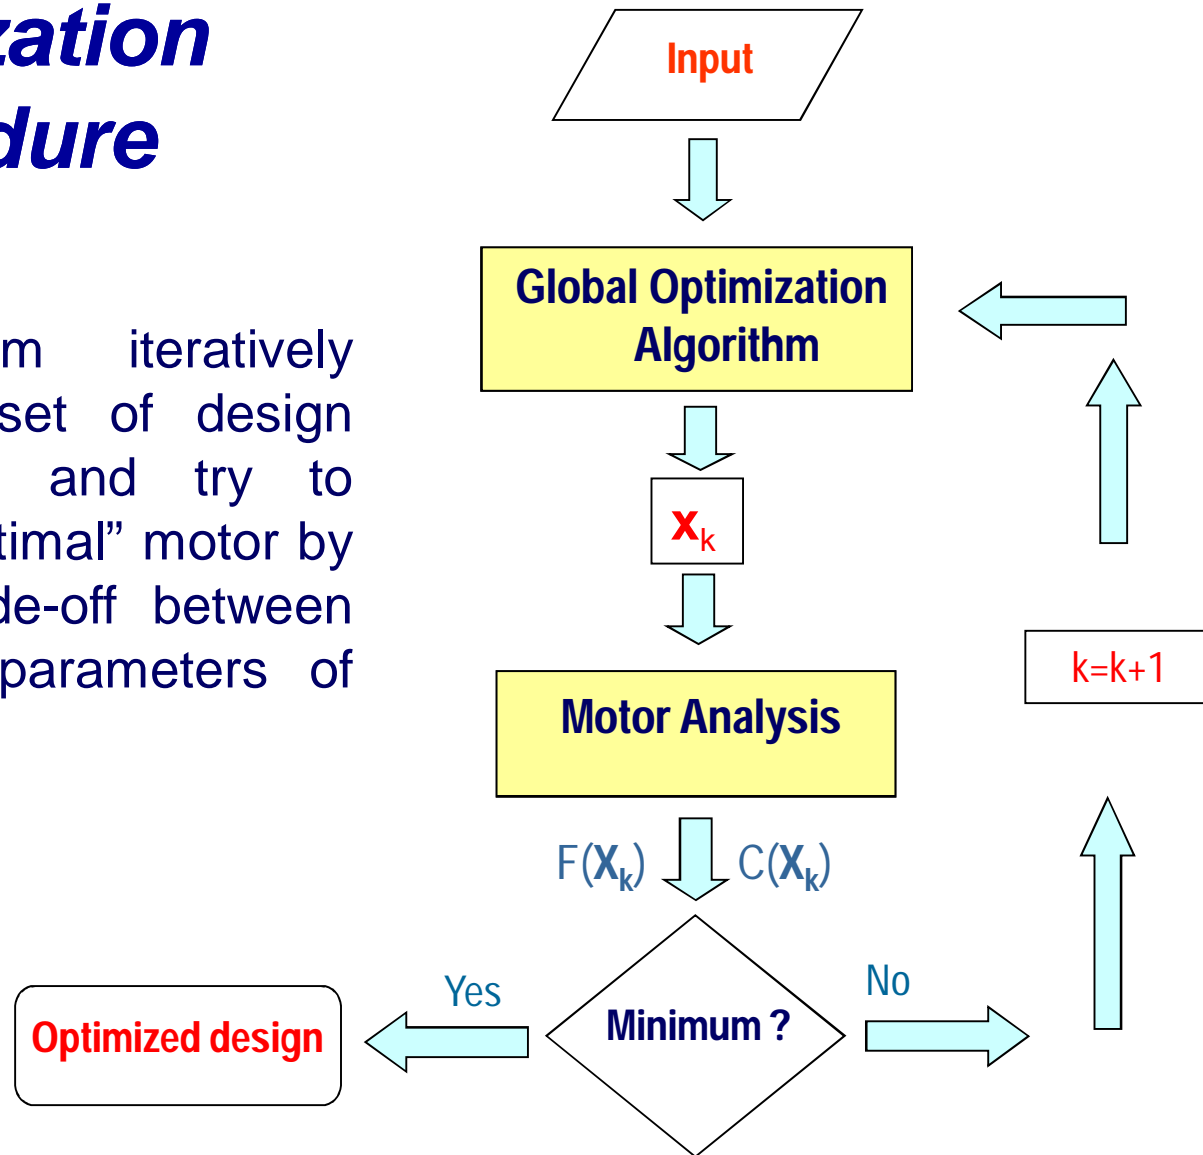 zation
dure
m iteratively
set of design
and try to
timal” motor by
de-off between
parameters of
Input
Global Optimization
Algorithm
xk
Motor Analysis
F(Xk) C(Xk)
Minimum ?
Yes
No
Optimized design
k=k+1